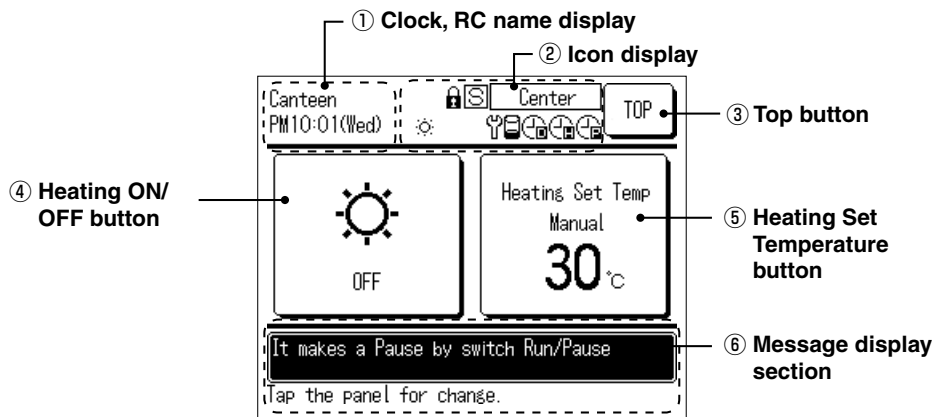 ① Clock, RC name display
② Icon display
Canteen
PM10:01(Wed)
S Center
TOP
③ Top button
④ Heating ON/
OFF button
OFF
Heating Set Temp
Manual
30°C
⑤ Heating Set
Temperature
button
It makes a Pause by switch Run/Pause
Tap the panel for change.
⑥ Message display
section